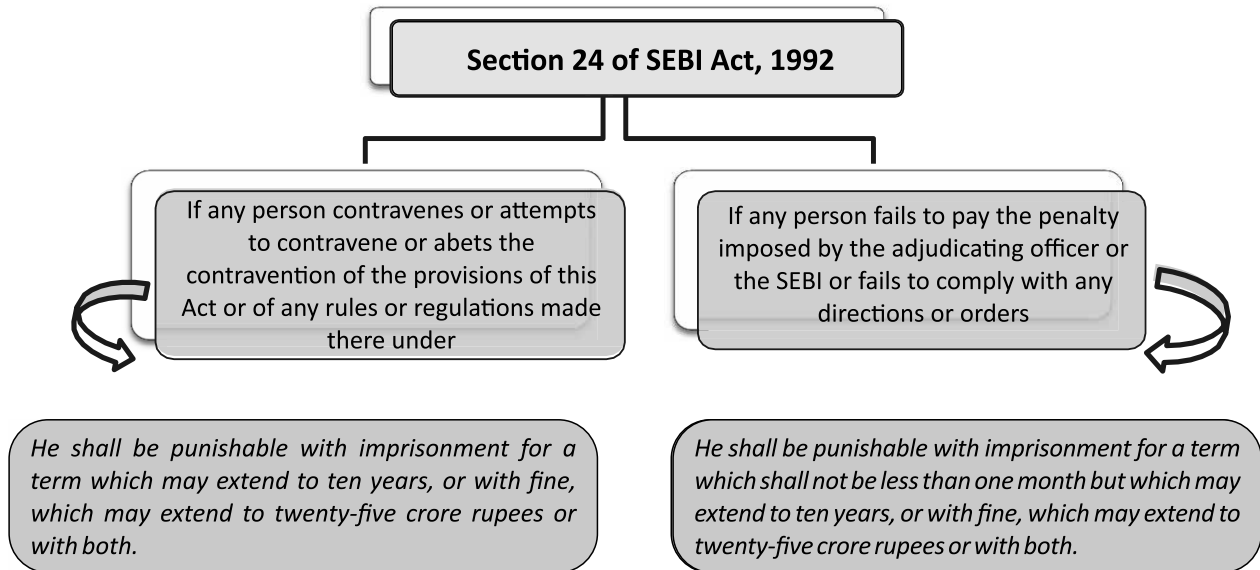 Section 24 of SEBI Act, 1992
If any person contravenes or attempts
to contravene or abets the
contravention of the provisions of this
Act or of any rules or regulations made
there under
If any person fails to pay the penalty
imposed by the adjudicating officer or
the SEBI or fails to comply with any
directions or orders
He shall be punishable with imprisonment for a
term which may extend to ten years, or with fine,
which may extend to twenty-five crore rupees or
with both.
He shall be punishable with imprisonment for a term
which shall not be less than one month but which may
extend to ten years, or with fine, which may extend to
twenty-five crore rupees or with both.